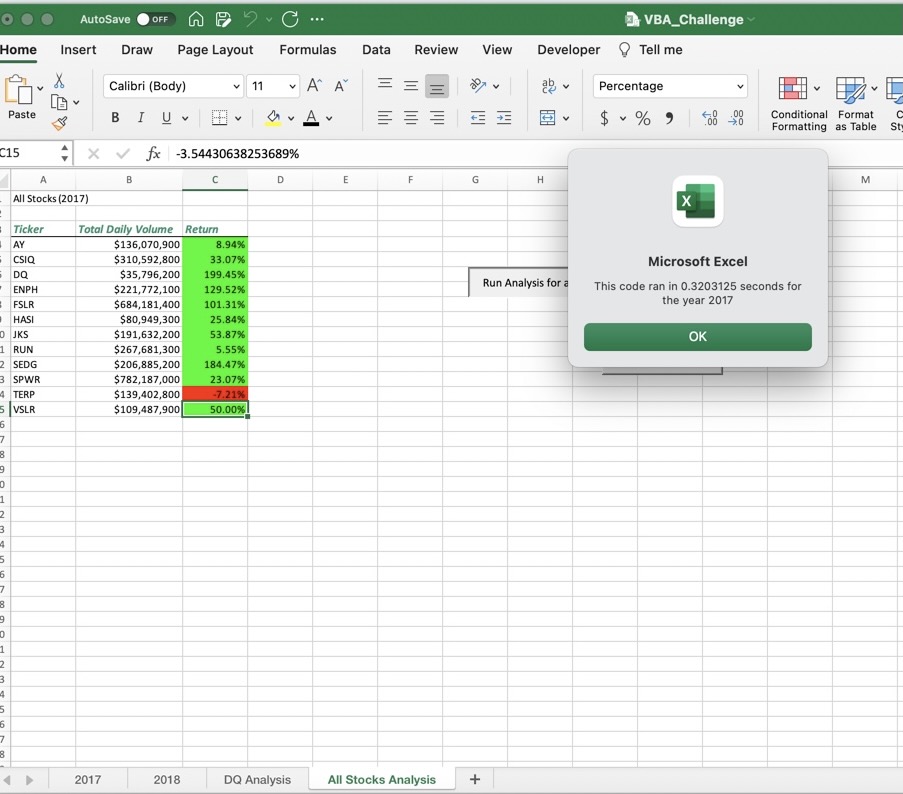 AutoSave OFF VBA_Challenge
Home Insert Draw Page Layout Formulas Data Review View Developer Tell me
Paste Calibri (Body) 11 A^ A B I U A ab Percentage $ % Conditional Formatting Format as Table
C15 fx -3.54430638253689%
A B C D E F G H M
All Stocks (2017)
Ticker Total Daily Volume Return
AY $136,070,900 8.94%
CSIQ $310,592,800 33.07%
DQ $35,796,200 199.45%
ENPH $221,772,100 129.52%
FSLR $684,181,400 101.31%
HASI $80,949,300 25.84%
JKS $191,632,200 53.87%
RUN $267,681,300 5.55%
SEDG $206,885,200 184.47%
SPWR $782,187,000 23.07%
TERP $139,402,800 -7.21%
VSLR $109,487,900 50.00%
Run Analysis for a
Microsoft Excel
This code ran in 0.3203125 seconds for
the year 2017
OK
2017 2018 DQ Analysis All Stocks Analysis +